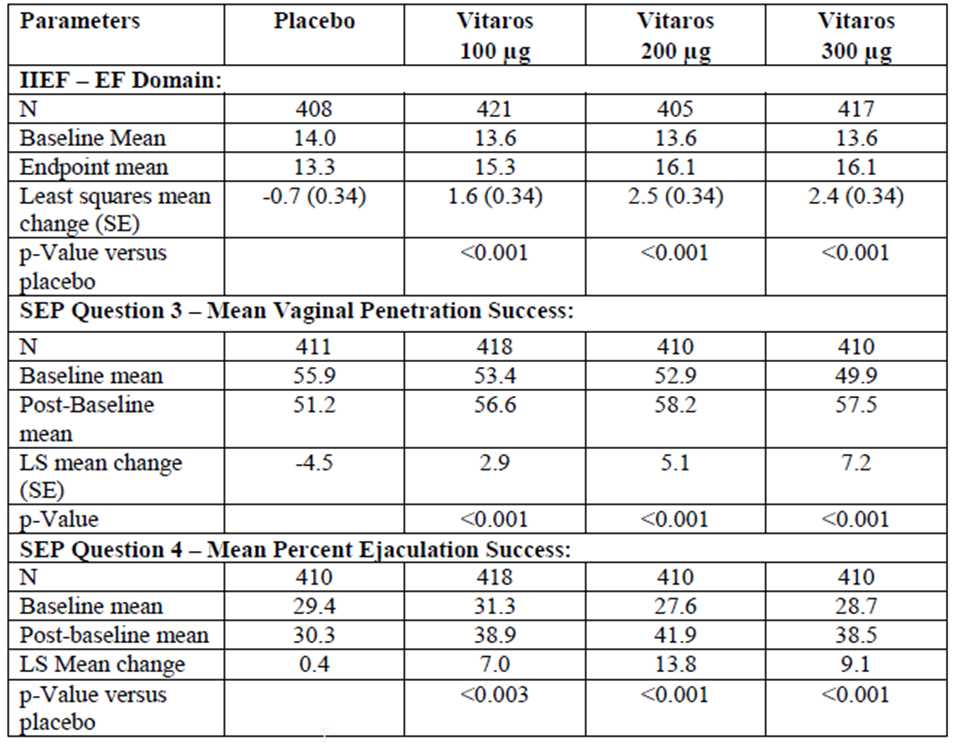 Parameters Placebo Vitaros 100 µg Vitaros 200 µg Vitaros 300 µg
IIEF – EF Domain:
N 408 421 405 417
Baseline Mean 14.0 13.6 13.6 13.6
Endpoint mean 13.3 15.3 16.1 16.1
Least squares mean change (SE) -0.7 (0.34) 1.6 (0.34) 2.5 (0.34) 2.4 (0.34)
p-Value versus placebo <0.001 <0.001 <0.001
SEP Question 3 – Mean Vaginal Penetration Success:
N 411 418 410 410
Baseline mean 55.9 53.4 52.9 49.9
Post-Baseline mean 51.2 56.6 58.2 57.5
LS mean change (SE) -4.5 2.9 5.1 7.2
p-Value <0.001 <0.001 <0.001
SEP Question 4 – Mean Percent Ejaculation Success:
N 410 418 410 410
Baseline mean 29.4 31.3 27.6 28.7
Post-baseline mean 30.3 38.9 41.9 38.5
LS Mean change 0.4 7.0 13.8 9.1
p-Value versus placebo <0.003 <0.001 <0.001